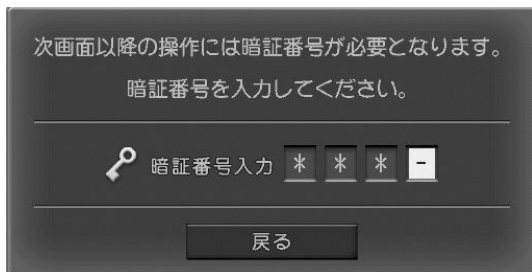 次画面以降の操作には暗証番号が必要となります。
暗証番号を入力してください。
暗証番号入力 * * * -
戻る